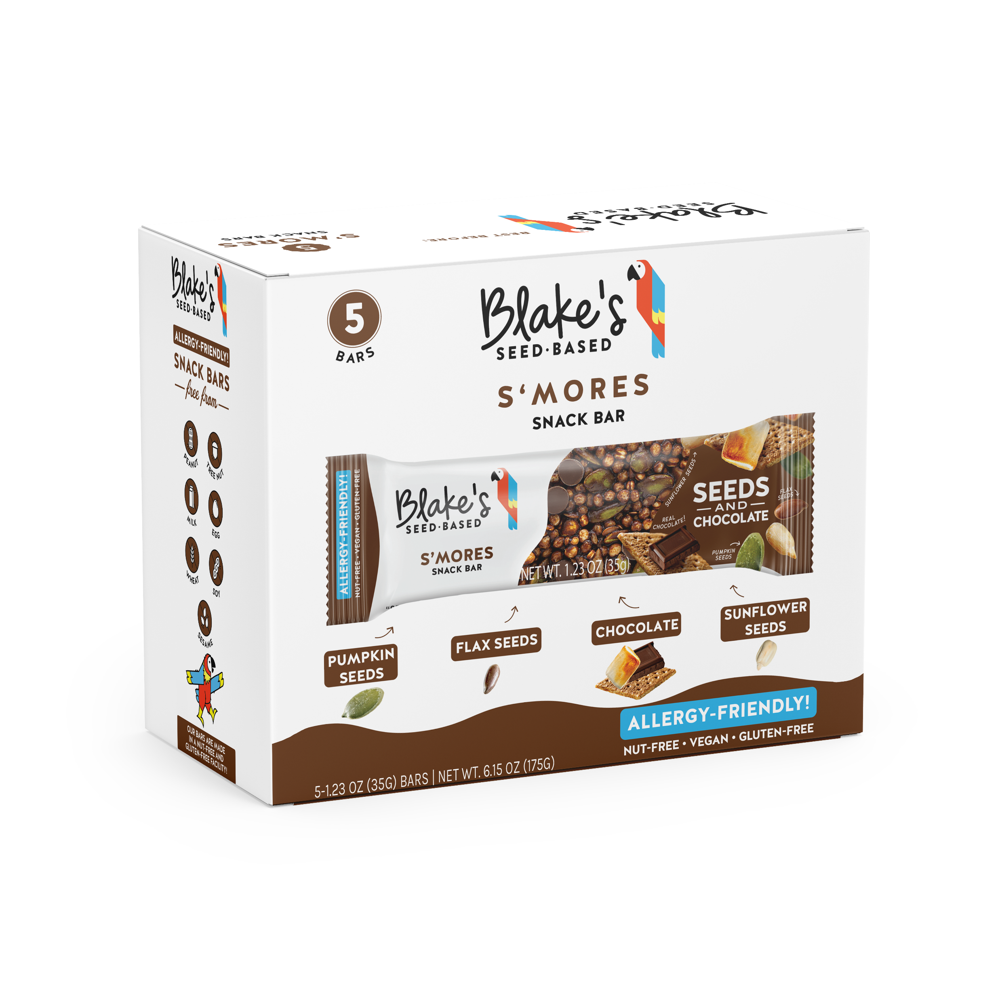 Blake's
SEED·BASED
BEST BEFORE:
S'MORES
SNACK BARS
5
Blake's
SEED·BASED
ALLERGY-FRIENDLY!
SNACK BARS
free from
PEANUT
TREE NUT
MILK
EGG
WHEAT
SOY
SESAME
OUR BARS ARE MADE
IN A NUT-FREE AND
GLUTEN-FREE FACILITY!
5
BARS
Blake's
SEED·BASED
S‘MORES
SNACK BAR
ALLERGY-FRIENDLY!
NUT-FREE • VEGAN • GLUTEN-FREE
Blake's
SEED·BASED
S’MORES
SNACK BAR
NET WT. 1.23 OZ (35g)
SUNFLOWER SEEDS
REAL
CHOCOLATE!
SEEDS
AND
CHOCOLATE
FLAX
SEEDS
PUMPKIN
SEEDS
PUMPKIN
SEEDS
FLAX SEEDS
CHOCOLATE
SUNFLOWER
SEEDS
ALLERGY-FRIENDLY!
NUT-FREE • VEGAN • GLUTEN-FREE
5-1.23 OZ (35G) BARS | NET WT. 6.15 OZ (175G)